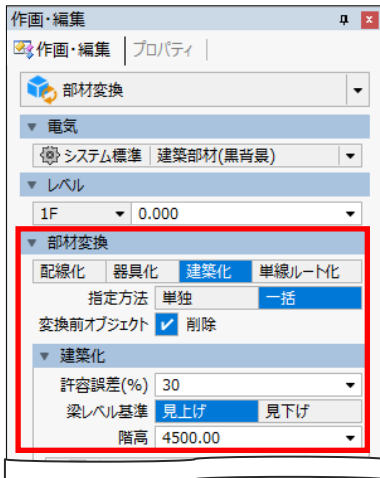 作画・編集
作画・編集 プロパティ
部材変換
電気
システム標準 建築部材(黒背景)
レベル
1F 0.000
部材変換
配線化 器具化 建築化 単線ルート化
指定方法 単独 一括
変換前オブジェクト 削除
建築化
許容誤差(%) 30
梁レベル基準 見上げ 見下げ
階高 4500.00